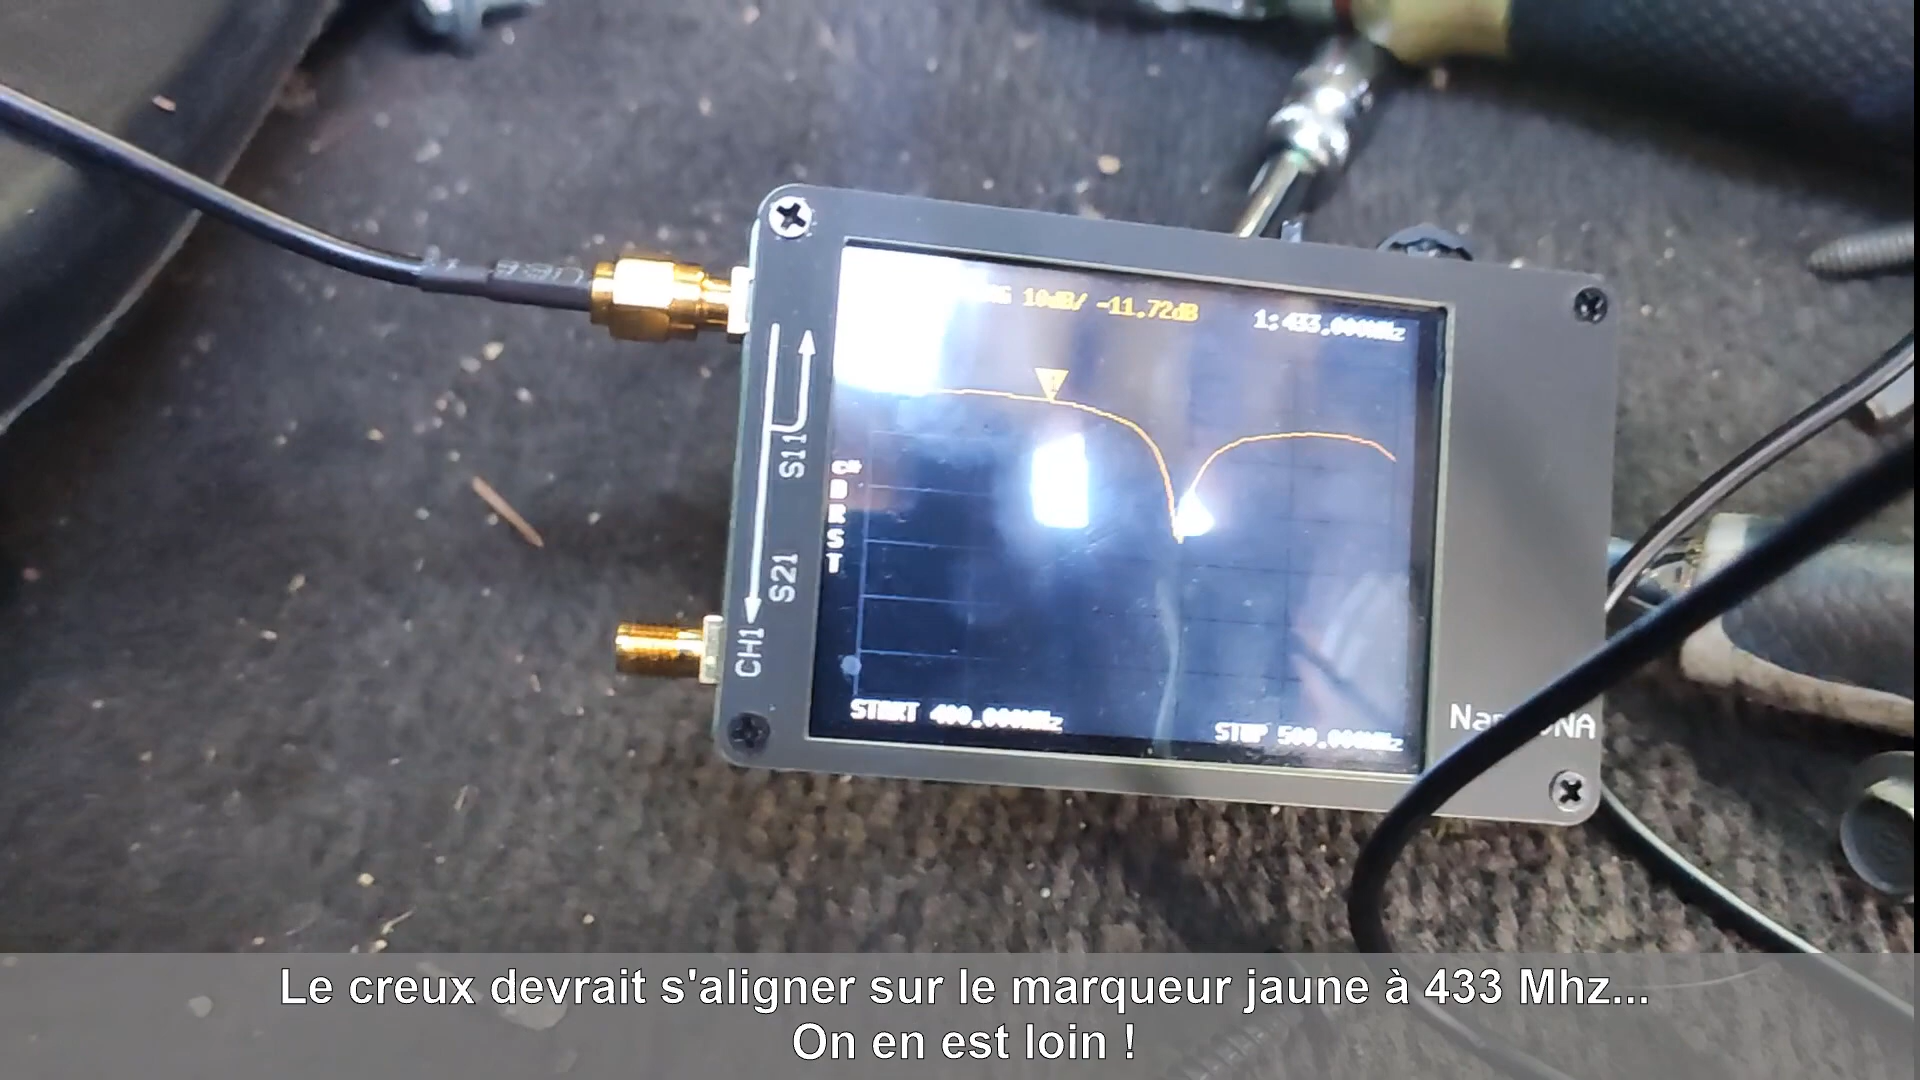 10dB/ -11.72dB
1:433.000MHz
S11
S21
CH1
C*
D
R
S
T
START 400.000MHz
STOP 500.000MHz
Le creux devrait s'aligner sur le marqueur jaune à 433 Mhz...
On en est loin !